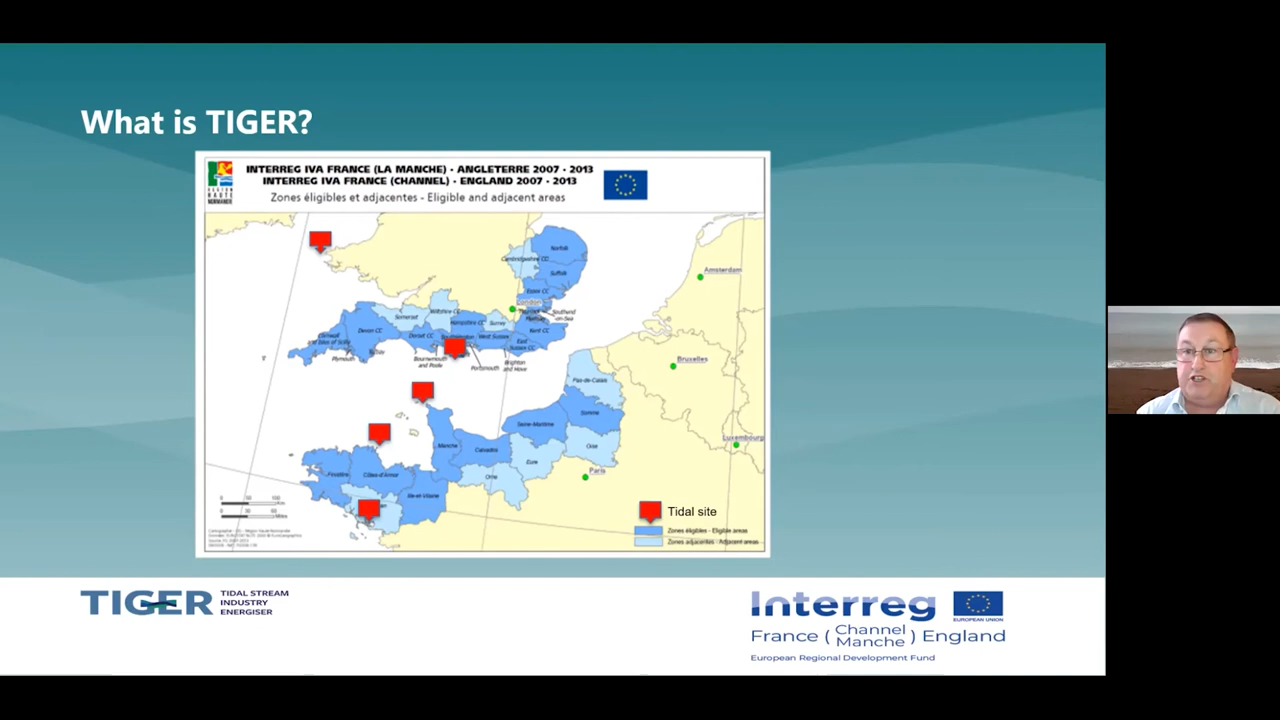 What is TIGER?
REGION
HAUTE
NORMANDIE
INTERREG IVA FRANCE (LA MANCHE) - ANGLETERRE 2007 - 2013
INTERREG IVA FRANCE (CHANNEL) - ENGLAND 2007 - 2013
Zones éligibles et adjacentes - Eligible and adjacent areas
Norfolk
Cambridgeshire CC
Suffolk
Essex CC
London
Amsterdam
Southend
on-Sea
Wiltshire CC
Somerset
Hampshire CC
Surrey
Kent CC
Devon CC
Dorset CC
West Sussex
East
Sussex CC
Cornwall
and Isles of Scilly
Plymouth
Torbay
Bournemouth
and Poole
Portsmouth
Brighton
and Hove
Bruxelles
Pas-de-Calais
Somme
Seine-Maritime
Luxembourg
Oise
Manche
Calvados
Eure
Paris
Orne
Finistère
Côtes-d'Armor
Ille-et-Vilaine
Tidal site
Zones éligibles - Eligible areas
Zones adjacentes - Adjacent areas
TIGER
TIDAL STREAM
INDUSTRY
ENERGISER
Interreg
EUROPEAN UNION
France ( Channel Manche ) England
European Regional Development Fund